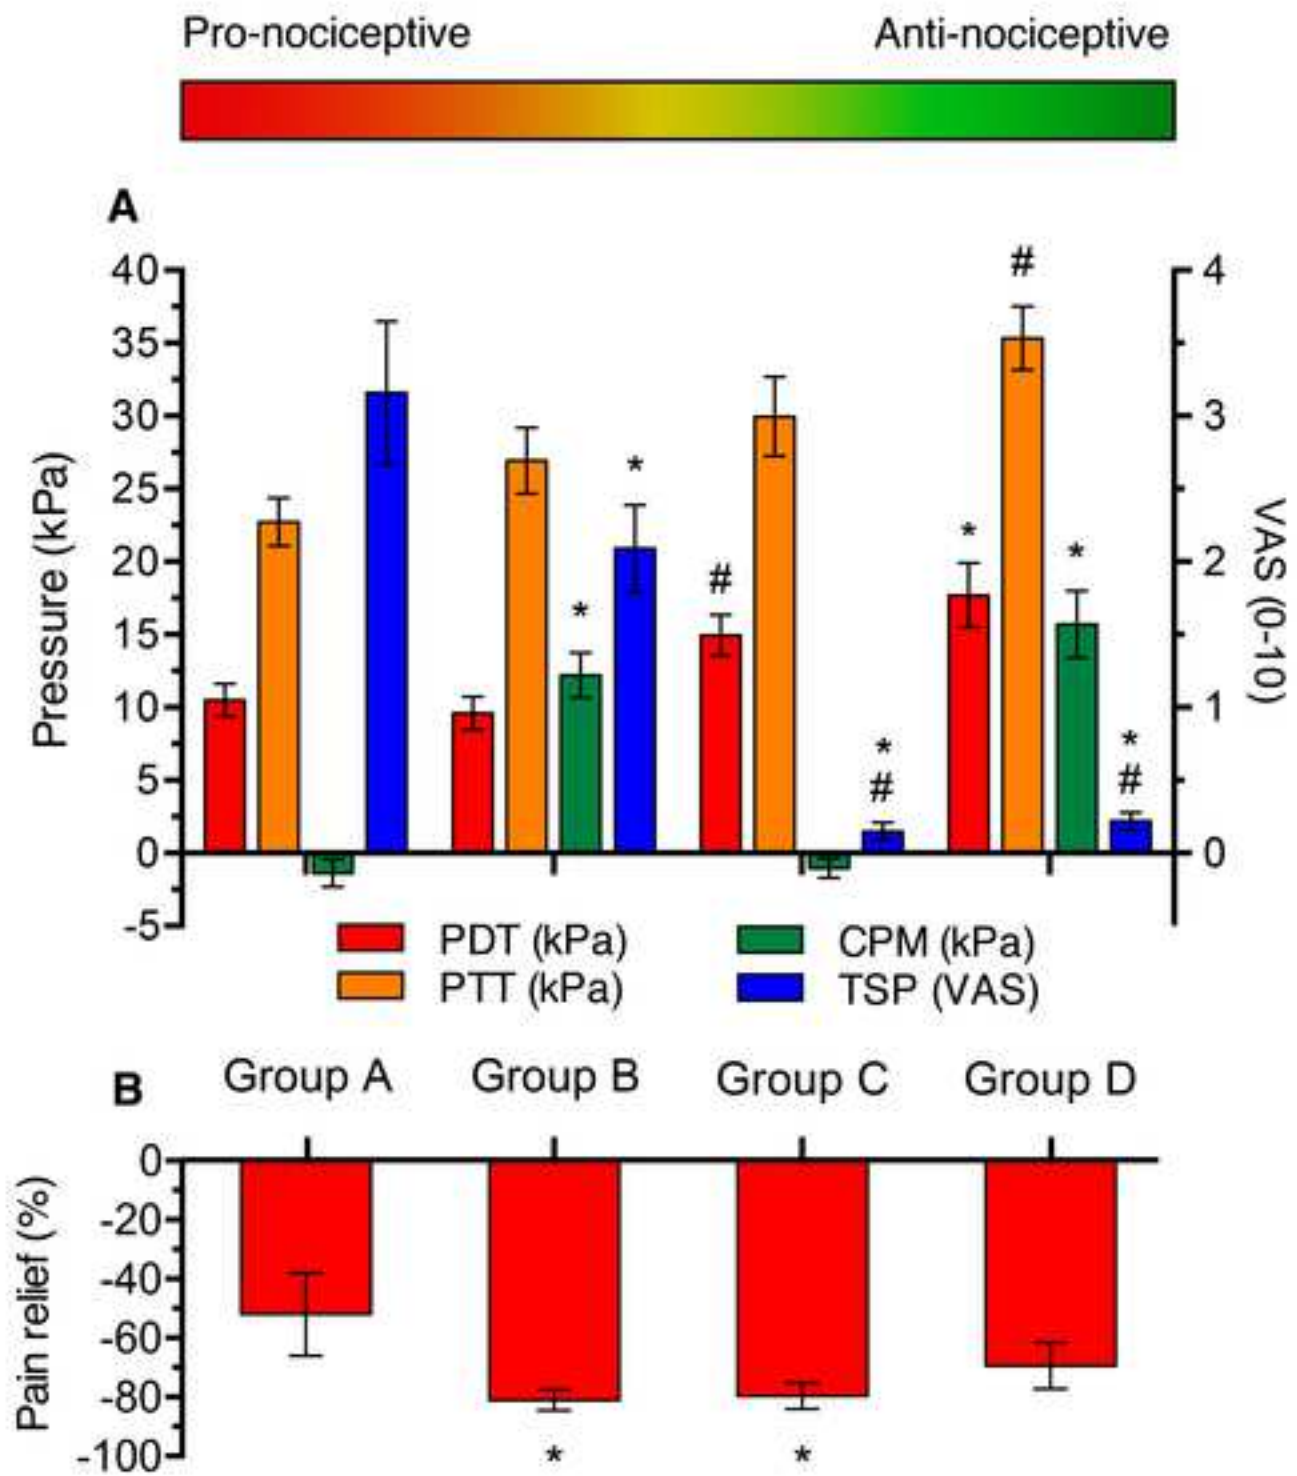 Pro-nociceptive Anti-nociceptive
A
40 4
#
35
30 3
25
*
20 2
#
*
*
*
15
10 1
* *
5
# #
0 0
-5
Pressure (kPa)
VAS (0-10)
PDT (kPa) CPM (kPa)
PTT (kPa) TSP (VAS)
B
Group A Group B Group C Group D
0
-20
-40
-60
-80
-100
Pain relief (%)
* *